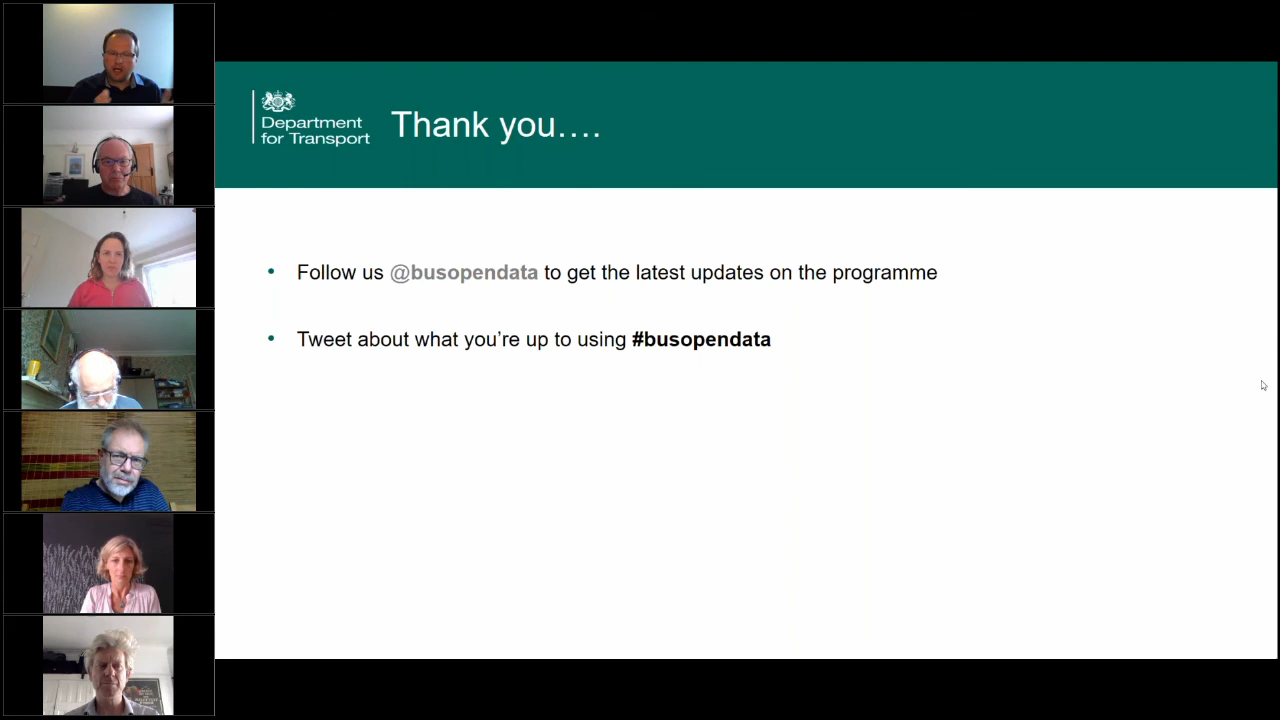 Department
for Transport
Thank you….
• Follow us @busopendata to get the latest updates on the programme
• Tweet about what you’re up to using #busopendata